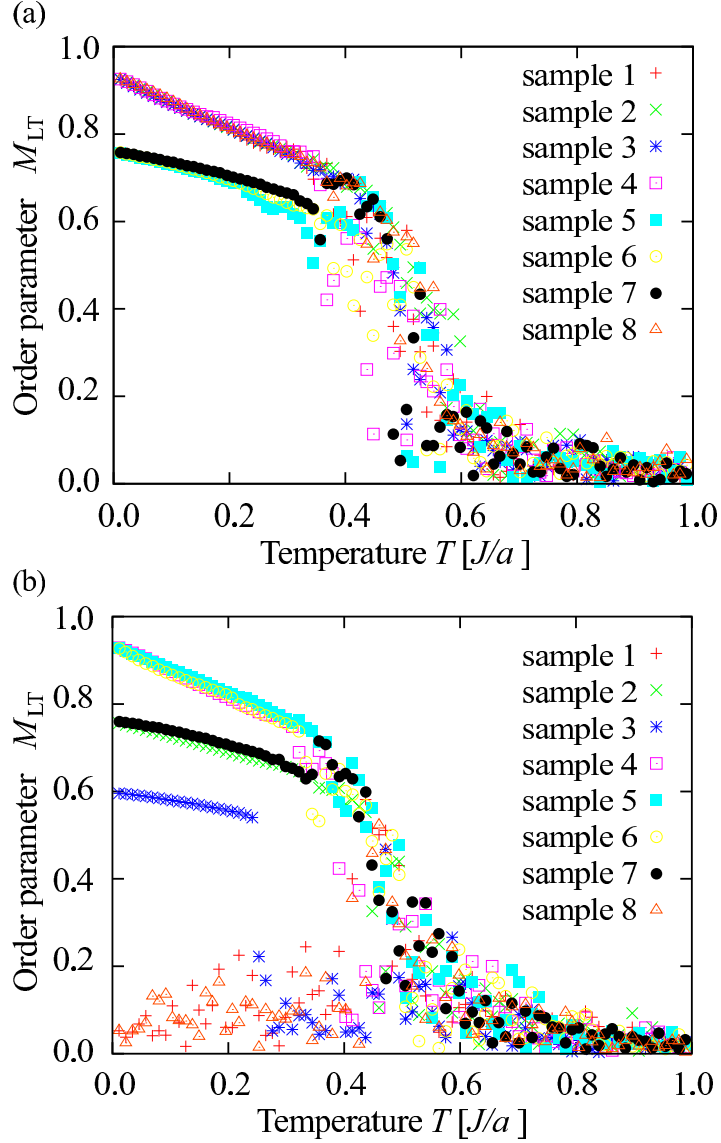 (a)
Order parameter M_LT
1.0
0.8
0.6
0.4
0.2
0.0
sample 1
sample 2
sample 3
sample 4
sample 5
sample 6
sample 7
sample 8
0.0 0.2 0.4 0.6 0.8 1.0
Temperature T [J/a ]
(b)
Order parameter M_LT
1.0
0.8
0.6
0.4
0.2
0.0
sample 1
sample 2
sample 3
sample 4
sample 5
sample 6
sample 7
sample 8
0.0 0.2 0.4 0.6 0.8 1.0
Temperature T [J/a ]